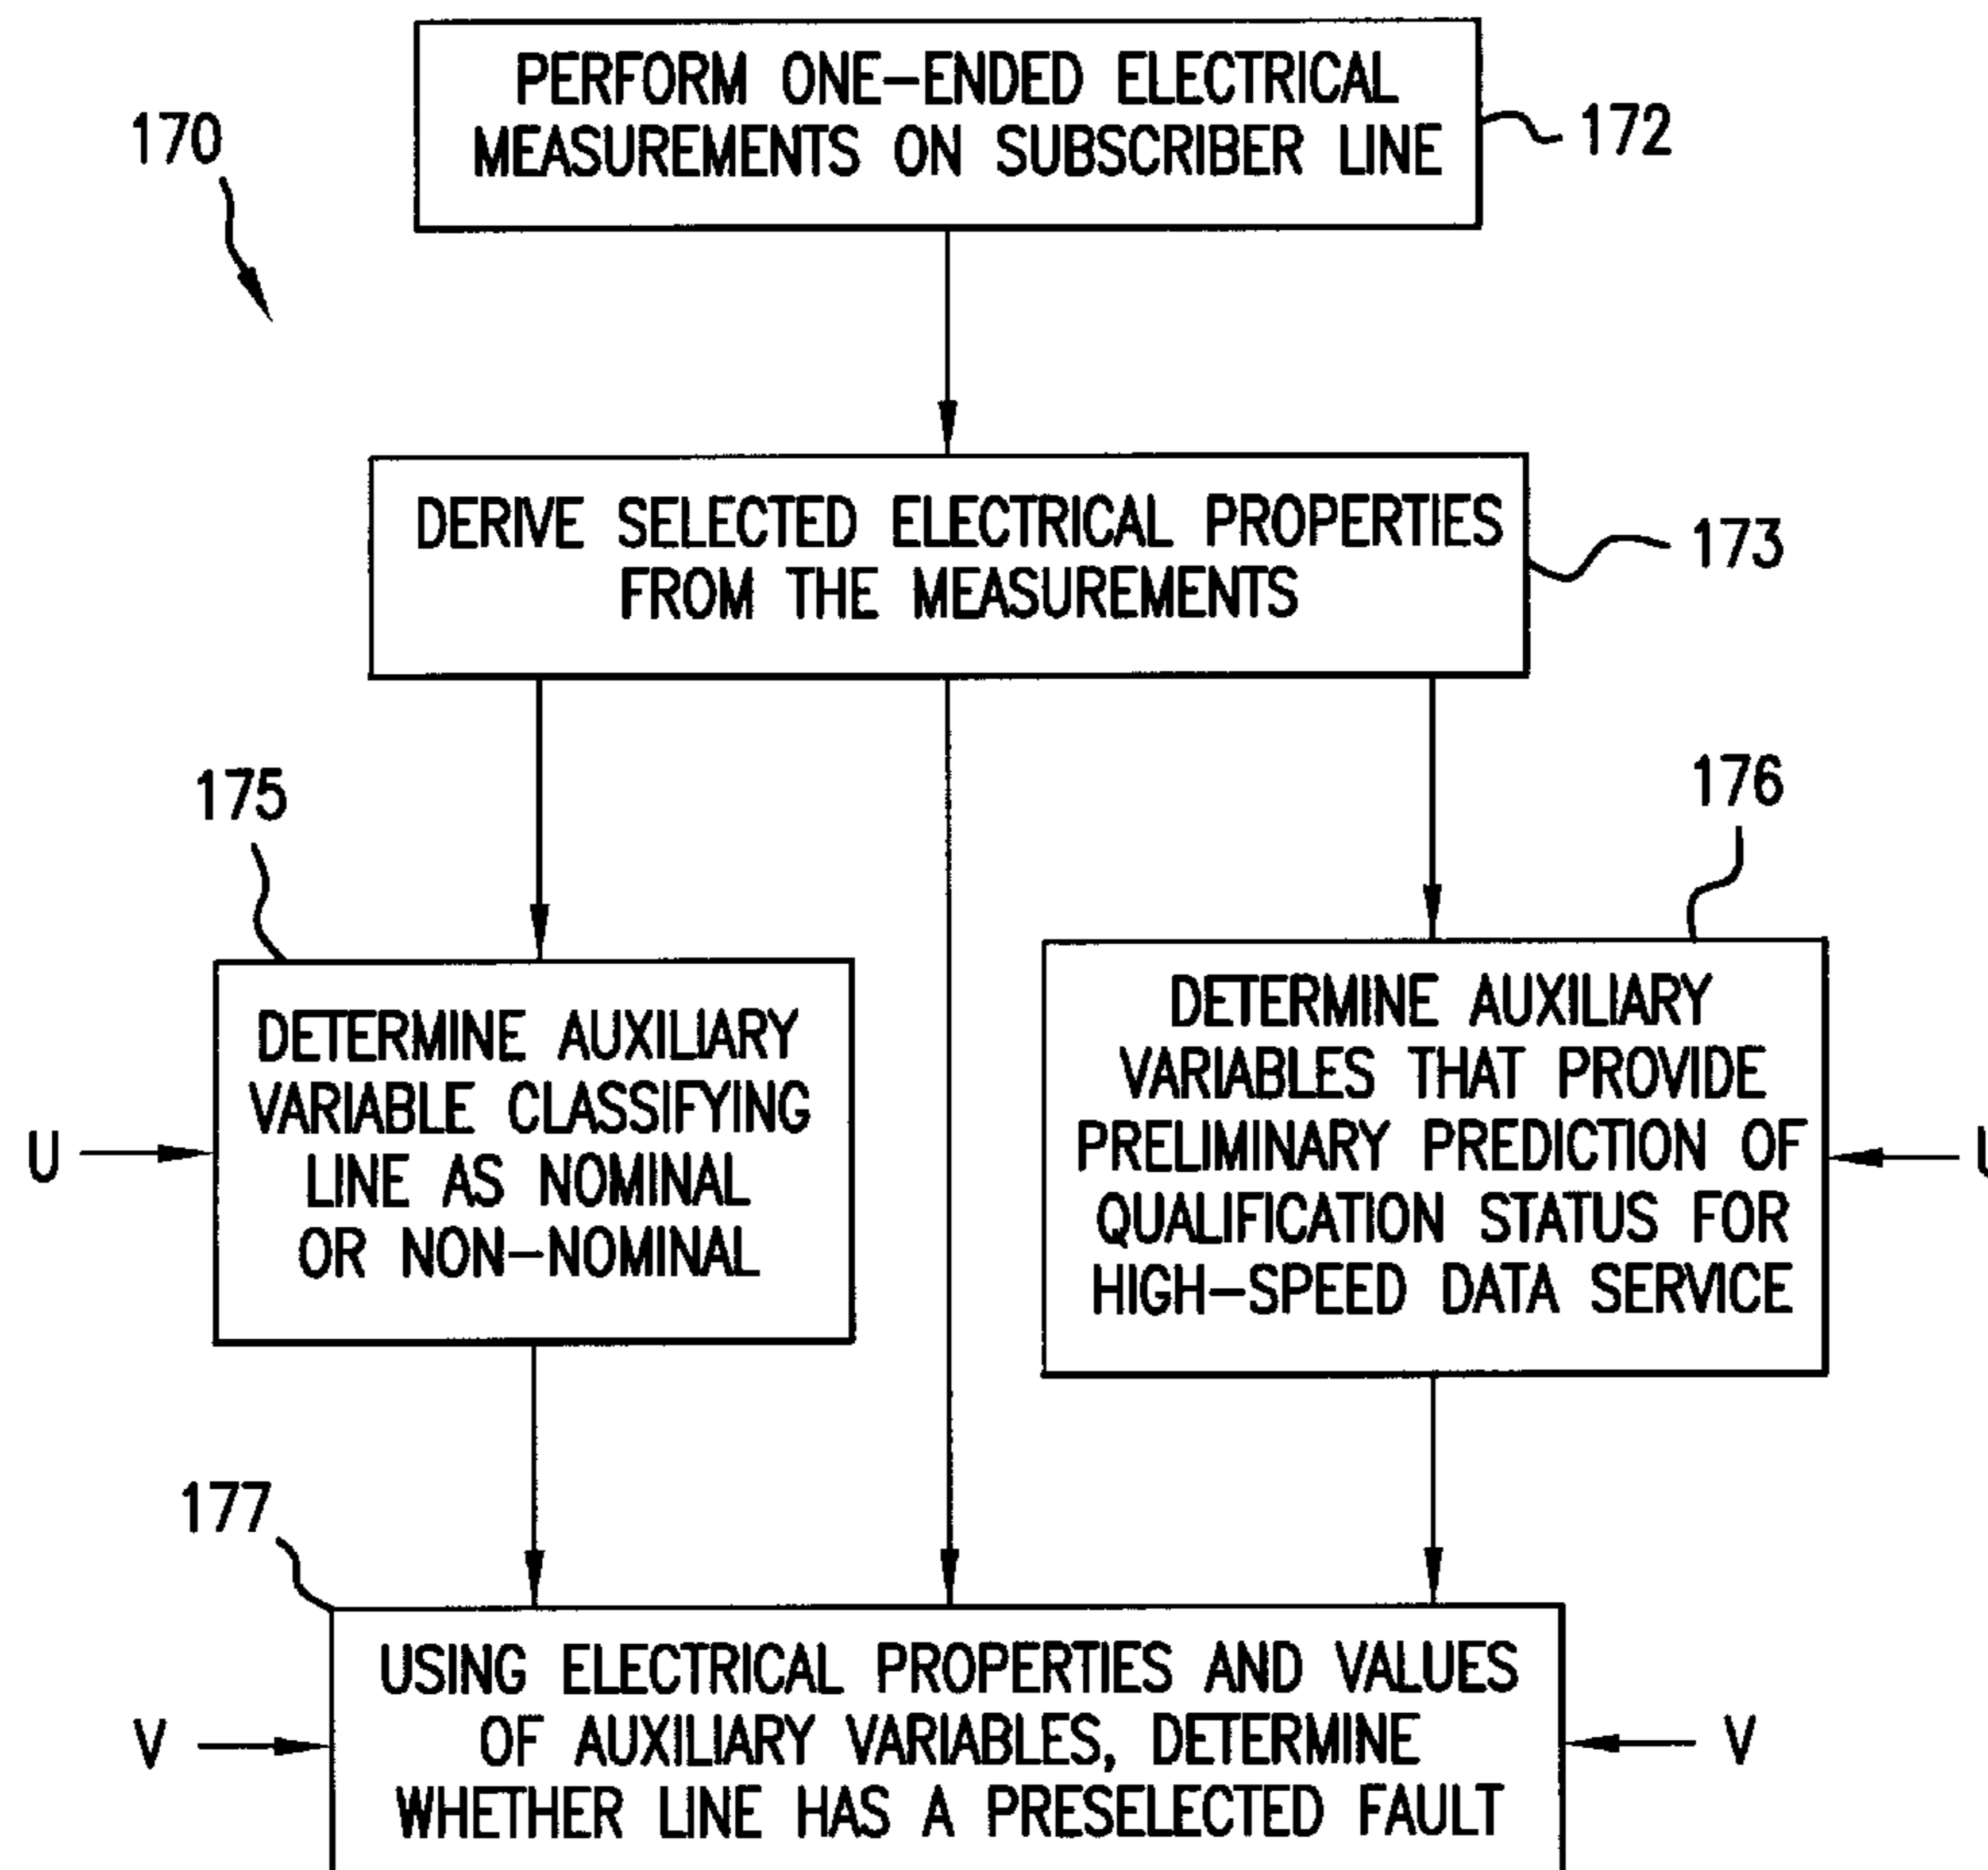 PERFORM ONE-ENDED ELECTRICAL
MEASUREMENTS ON SUBSCRIBER LINE
170
172
DERIVE SELECTED ELECTRICAL PROPERTIES
FROM THE MEASUREMENTS
173
175
176
DETERMINE AUXILIARY
VARIABLE CLASSIFYING
LINE AS NOMINAL
OR NON-NOMINAL
U
DETERMINE AUXILIARY
VARIABLES THAT PROVIDE
PRELIMINARY PREDICTION OF
QUALIFICATION STATUS FOR
HIGH-SPEED DATA SERVICE
177
USING ELECTRICAL PROPERTIES AND VALUES
OF AUXILIARY VARIABLES, DETERMINE
WHETHER LINE HAS A PRESELECTED FAULT
V
V